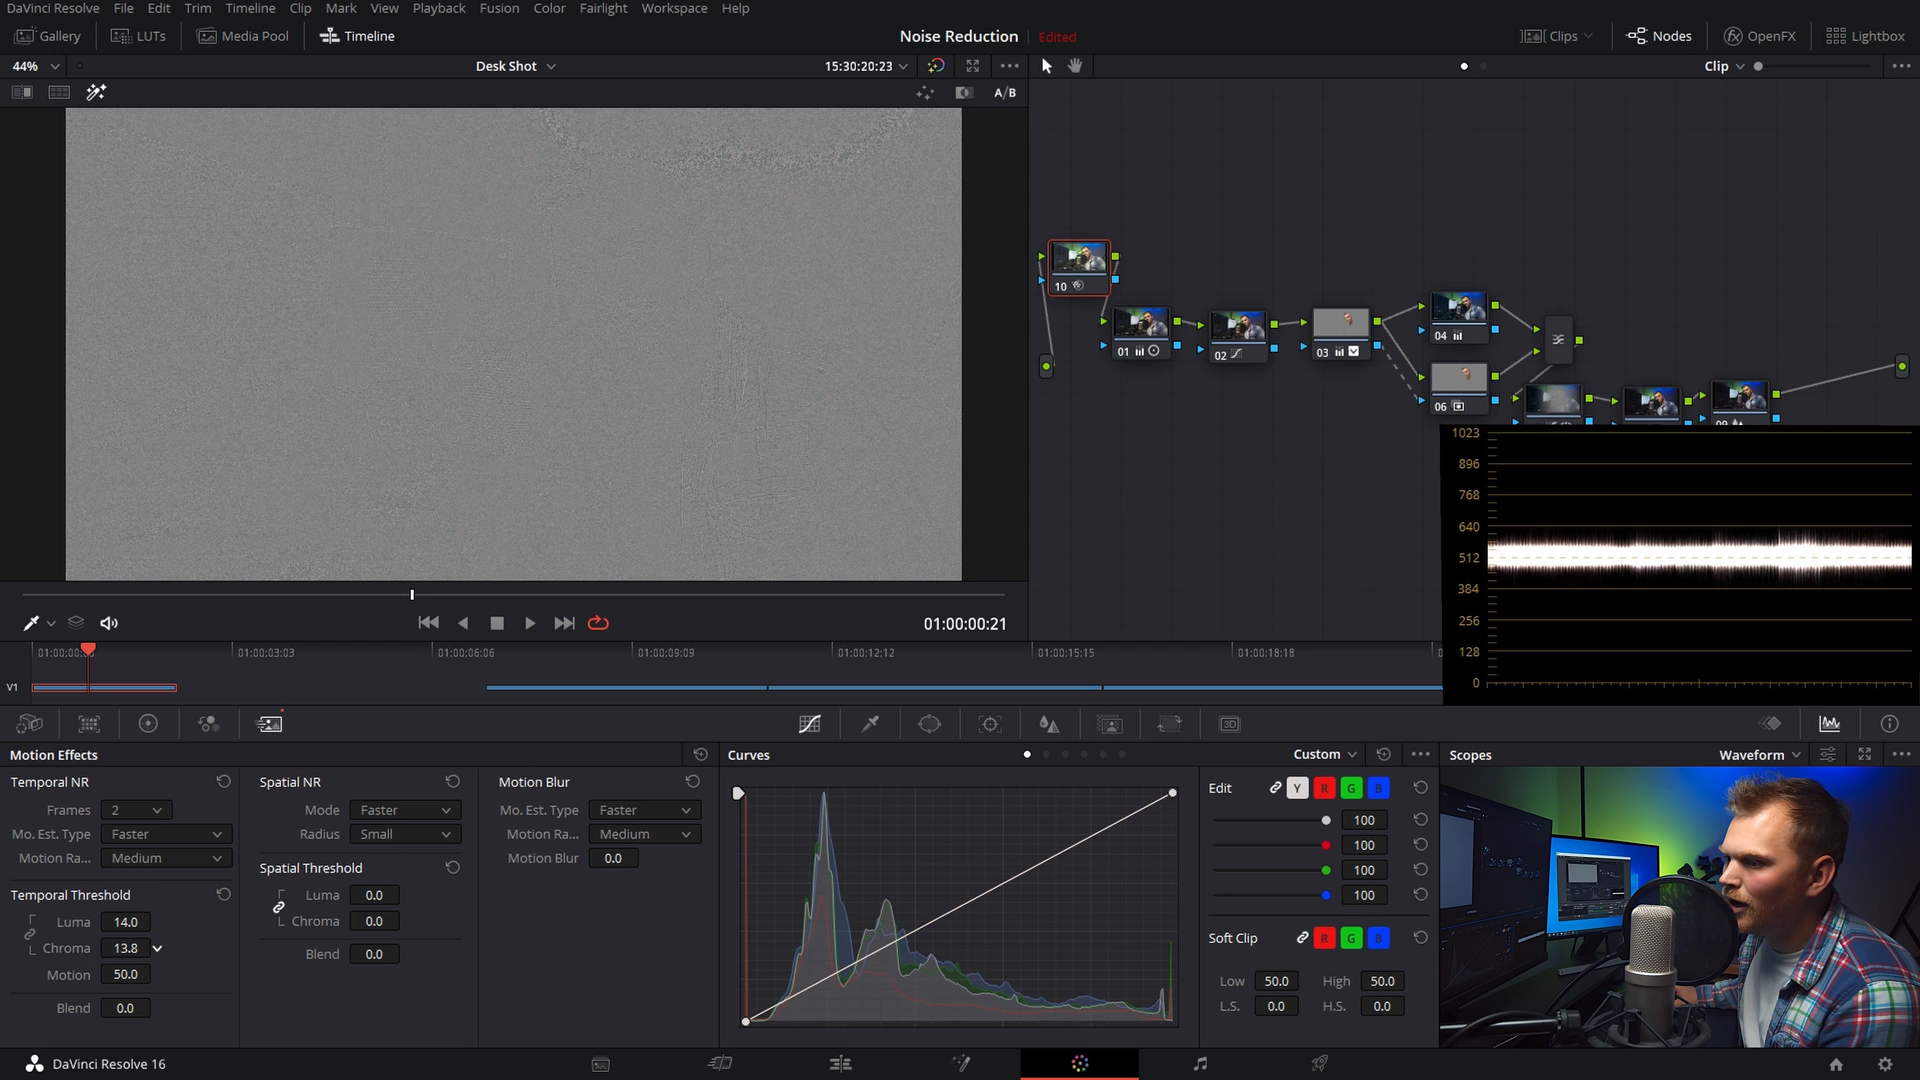 DaVinci Resolve File Edit Trim Timeline Clip Mark View Playback Fusion Color Fairlight Workspace Help
Gallery LUTs Media Pool Timeline Noise Reduction Edited Clips Nodes OpenFX Lightbox
44% Desk Shot 15:30:20:23 Clip
A/B
10
01
02
03
04
06
1023
896
768
640
512
384
256
128
0
01:00:00:21
01:00:03:03 01:00:06:06 01:00:09:09 01:00:12:12 01:00:15:15 01:00:18:18
V1
3D
Motion Effects
Temporal NR
Frames 2
Mo. Est. Type Faster
Motion Ra... Medium
Temporal Threshold
Luma 14.0
Chroma 13.8
Motion 50.0
Blend 0.0
Spatial NR
Mode Faster
Radius Small
Spatial Threshold
Luma 0.0
Chroma 0.0
Blend 0.0
Motion Blur
Mo. Est. Type Faster
Motion Ra... Medium
Motion Blur 0.0
Curves Custom
Edit Y R G B
100
100
100
100
Soft Clip R G B
Low 50.0 High 50.0
L.S. 0.0 H.S. 0.0
Scopes Waveform
DaVinci Resolve 16